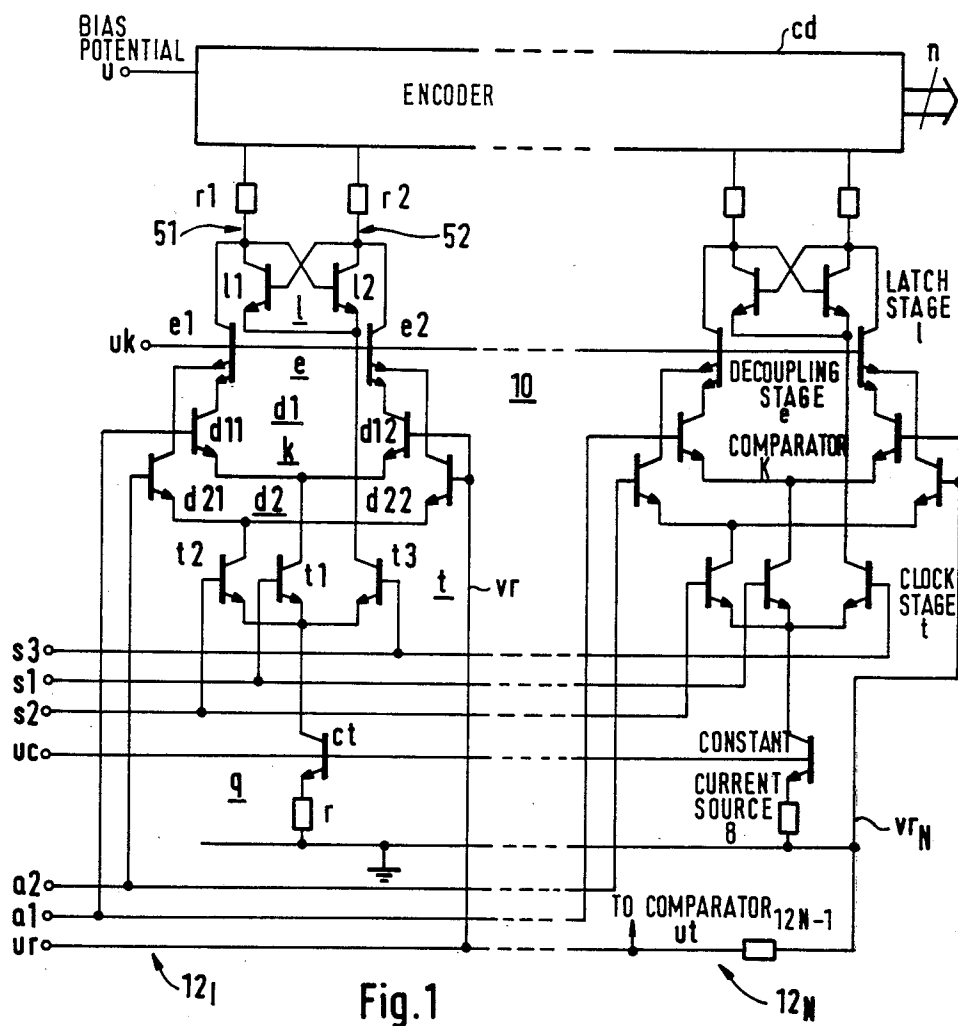 BIAS
POTENTIAL
u
cd
n
ENCODER
r1
r2
51
52
l1
l2
l
LATCH
STAGE
l
e1
e2
uk
e
10
DECOUPLING
STAGE
e
d1
d11
d12
k
COMPARATOR
K
d21
d2
d22
t2
t1
t3
t
vr
CLOCK
STAGE
t
s3
s1
s2
uc
ct
CONSTANT
CURRENT
SOURCE
8
q
r
vrN
a2
a1
ur
TO COMPARATOR 12N-1
ut
12I
12N
Fig.1